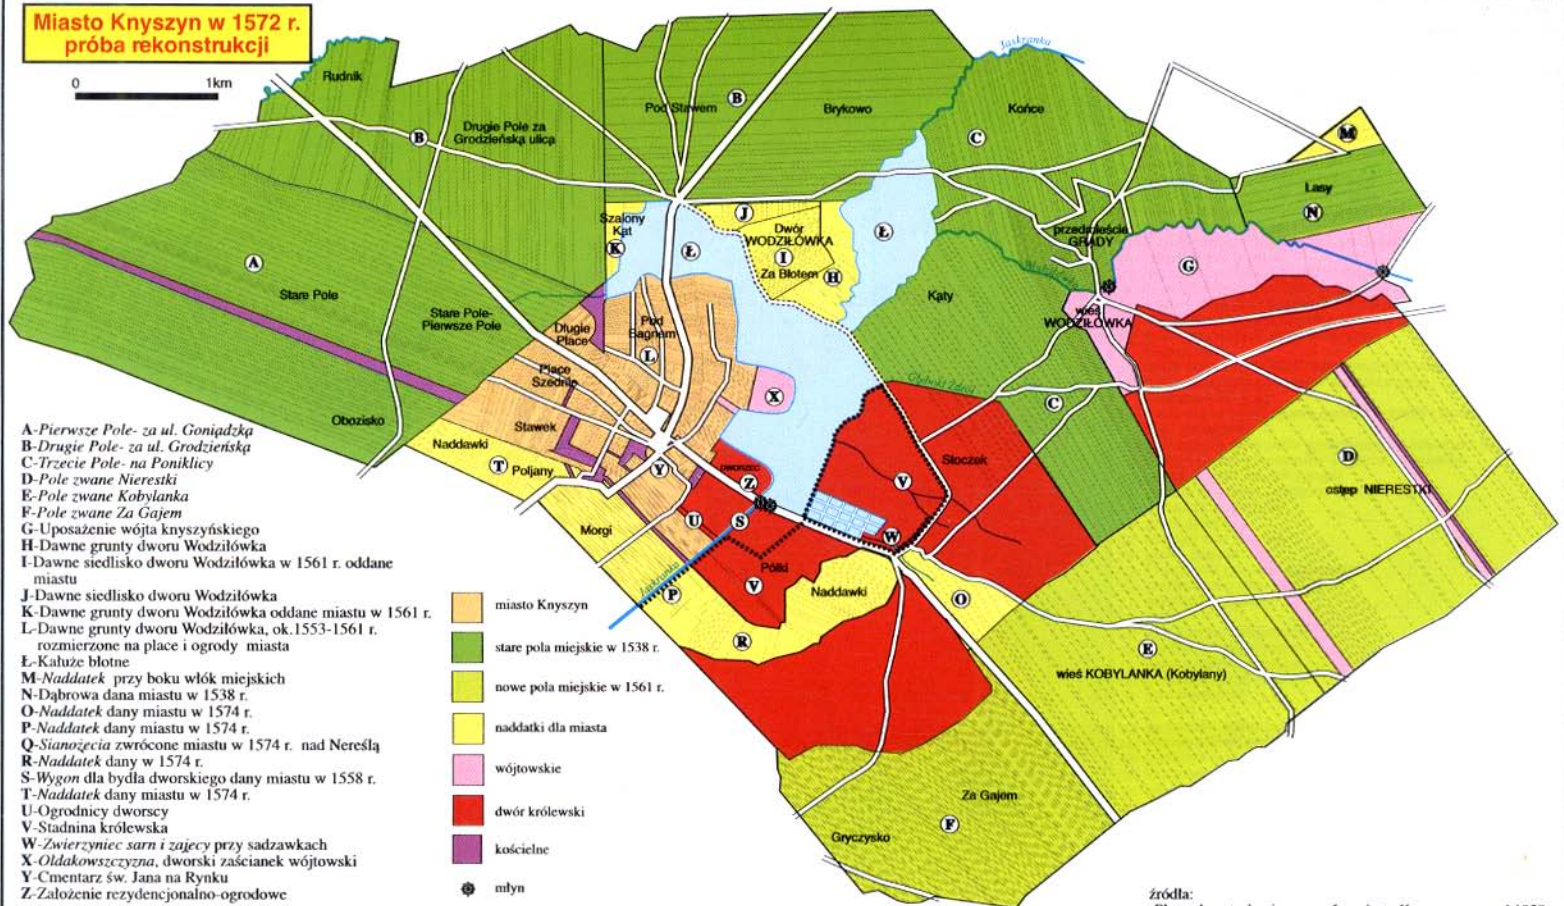 Miasto Knyszyn w 1572 r.
próba rekonstrukcji
0 1km
Rudnik
B
Drugie Pole za
Grodzieńską ulicą
Pod Stawem
B
Brykowo
Jaskranka
Końce
C
M
Lasy
N
A
Stare Pole
Stare Pole-
Pierwsze Pole
Szalony
Kąt
K
Ł
J
Dwór
WODZIŁÓWKA
I
Za Błotem
H
Ł
przedmieście
GRĄDY
G
Kąty
wieś
WODZIŁÓWKA
Długie
Place
Pod
Bagnem
L
Place
Szednie
X
C
Obozisko
Stawek
Naddawki
T
Poljany
Y
DWORZEC
Z
Słoczek
V
D
ostęp NIERESTKI
Morgi
U
S
W
Pólki
V
Jaskranka
P
Naddawki
O
R
E
wieś KOBYLANKA (Kobylany)
Za Gajem
F
Gryczysko
A-Pierwsze Pole- za ul. Goniądzką
B-Drugie Pole- za ul. Grodzieńską
C-Trzecie Pole- na Poniklicy
D-Pole zwane Nierestki
E-Pole zwane Kobylanka
F-Pole zwane Za Gajem
G-Uposażenie wójta knyszyńskiego
H-Dawne grunty dworu Wodziłówka
I-Dawne siedlisko dworu Wodziłówka w 1561 r. oddane
miastu
J-Dawne siedlisko dworu Wodziłówka
K-Dawne grunty dworu Wodziłówka oddane miastu w 1561 r.
L-Dawne grunty dworu Wodziłówka, ok.1553-1561 r.
rozmierzone na place i ogrody miasta
Ł-Kałuże błotne
M-Naddatek przy boku włók miejskich
N-Dąbrowa dana miastu w 1538 r.
O-Naddatek dany miastu w 1574 r.
P-Naddatek dany miastu w 1574 r.
Q-Sianożęcia zwrócone miastu w 1574 r. nad Nereślą
R-Naddatek dany w 1574 r.
S-Wygon dla bydła dworskiego dany miastu w 1558 r.
T-Naddatek dany miastu w 1574 r.
U-Ogrodnicy dworscy
V-Stadnina królewska
W-Zwierzyniec sarn i zajęcy przy sadzawkach
X-Ołdakowszczyzna, dworski zaścianek wójtowski
Y-Cmentarz św. Jana na Rynku
Z-Założenie rezydencjonalno-ogrodowe
miasto Knyszyn
stare pola miejskie w 1538 r.
nowe pola miejskie w 1561 r.
naddatki dla miasta
wójtowskie
dwór królewski
kościelne
młyn
źródła: